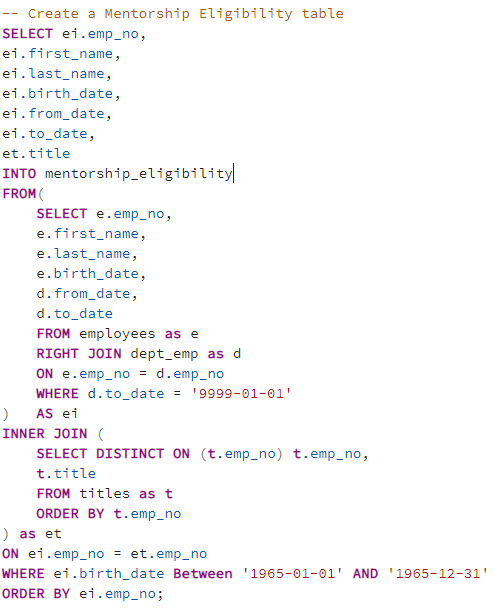 -- Create a Mentorship Eligibility table
SELECT ei.emp_no,
ei.first_name,
ei.last_name,
ei.birth_date,
ei.from_date,
ei.to_date,
et.title
INTO mentorship_eligibility
FROM(
    SELECT e.emp_no,
    e.first_name,
    e.last_name,
    e.birth_date,
    d.from_date,
    d.to_date
    FROM employees as e
    RIGHT JOIN dept_emp as d
    ON e.emp_no = d.emp_no
    WHERE d.to_date = '9999-01-01'
)   AS ei
INNER JOIN (
    SELECT DISTINCT ON (t.emp_no) t.emp_no,
    t.title
    FROM titles as t
    ORDER BY t.emp_no
) as et
ON ei.emp_no = et.emp_no
WHERE ei.birth_date Between '1965-01-01' AND '1965-12-31'
ORDER BY ei.emp_no;